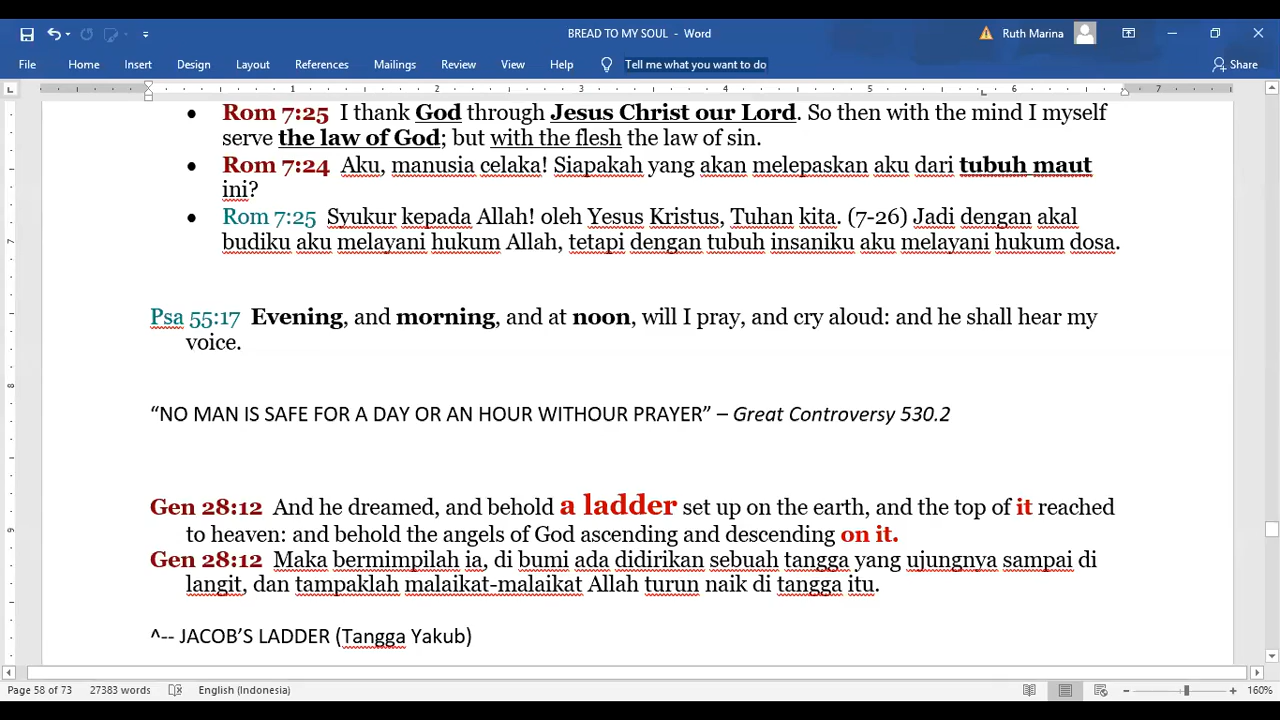 BREAD TO MY SOUL - Word
Ruth Marina
File Home Insert Design Layout References Mailings Review View Help Tell me what you want to do Share
1 2 3 4 5 6 7
• Rom 7:25 I thank God through Jesus Christ our Lord. So then with the mind I myself
serve the law of God; but with the flesh the law of sin.
• Rom 7:24 Aku, manusia celaka! Siapakah yang akan melepaskan aku dari tubuh maut
ini?
• Rom 7:25 Syukur kepada Allah! oleh Yesus Kristus, Tuhan kita. (7-26) Jadi dengan akal
budiku aku melayani hukum Allah, tetapi dengan tubuh insaniku aku melayani hukum dosa.
7
Psa 55:17 Evening, and morning, and at noon, will I pray, and cry aloud: and he shall hear my
voice.
8
“NO MAN IS SAFE FOR A DAY OR AN HOUR WITHOUR PRAYER” – Great Controversy 530.2
Gen 28:12 And he dreamed, and behold a ladder set up on the earth, and the top of it reached
9
to heaven: and behold the angels of God ascending and descending on it.
Gen 28:12 Maka bermimpilah ia, di bumi ada didirikan sebuah tangga yang ujungnya sampai di
langit, dan tampaklah malaikat-malaikat Allah turun naik di tangga itu.
^-- JACOB’S LADDER (Tangga Yakub)
Page 58 of 73 27383 words English (Indonesia) 160%